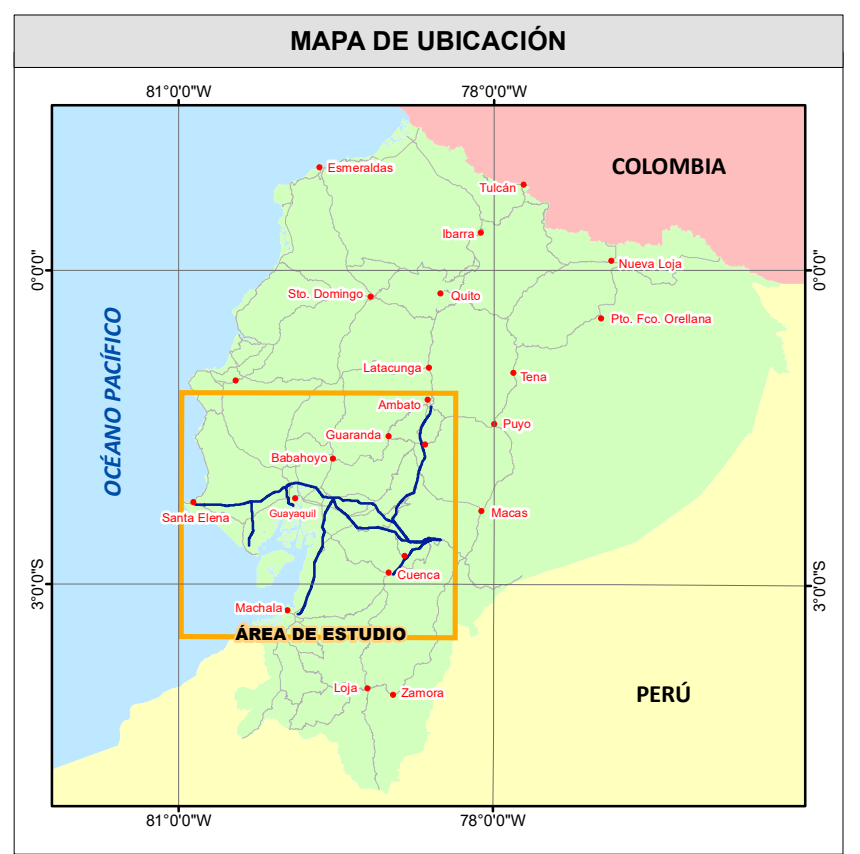 MAPA DE UBICACIÓN
81°0'0"W
78°0'0"W
COLOMBIA
Esmeraldas
Tulcán
Ibarra
Nueva Loja
0°0'0"
0°0'0"
Sto. Domingo
Quito
Pto. Fco. Orellana
OCÉANO PACÍFICO
Latacunga
Tena
Ambato
Puyo
Guaranda
Babahoyo
Santa Elena
Guayaquil
Macas
Cuenca
3°0'0"S
3°0'0"S
Machala
ÁREA DE ESTUDIO
Loja
Zamora
PERÚ
81°0'0"W
78°0'0"W